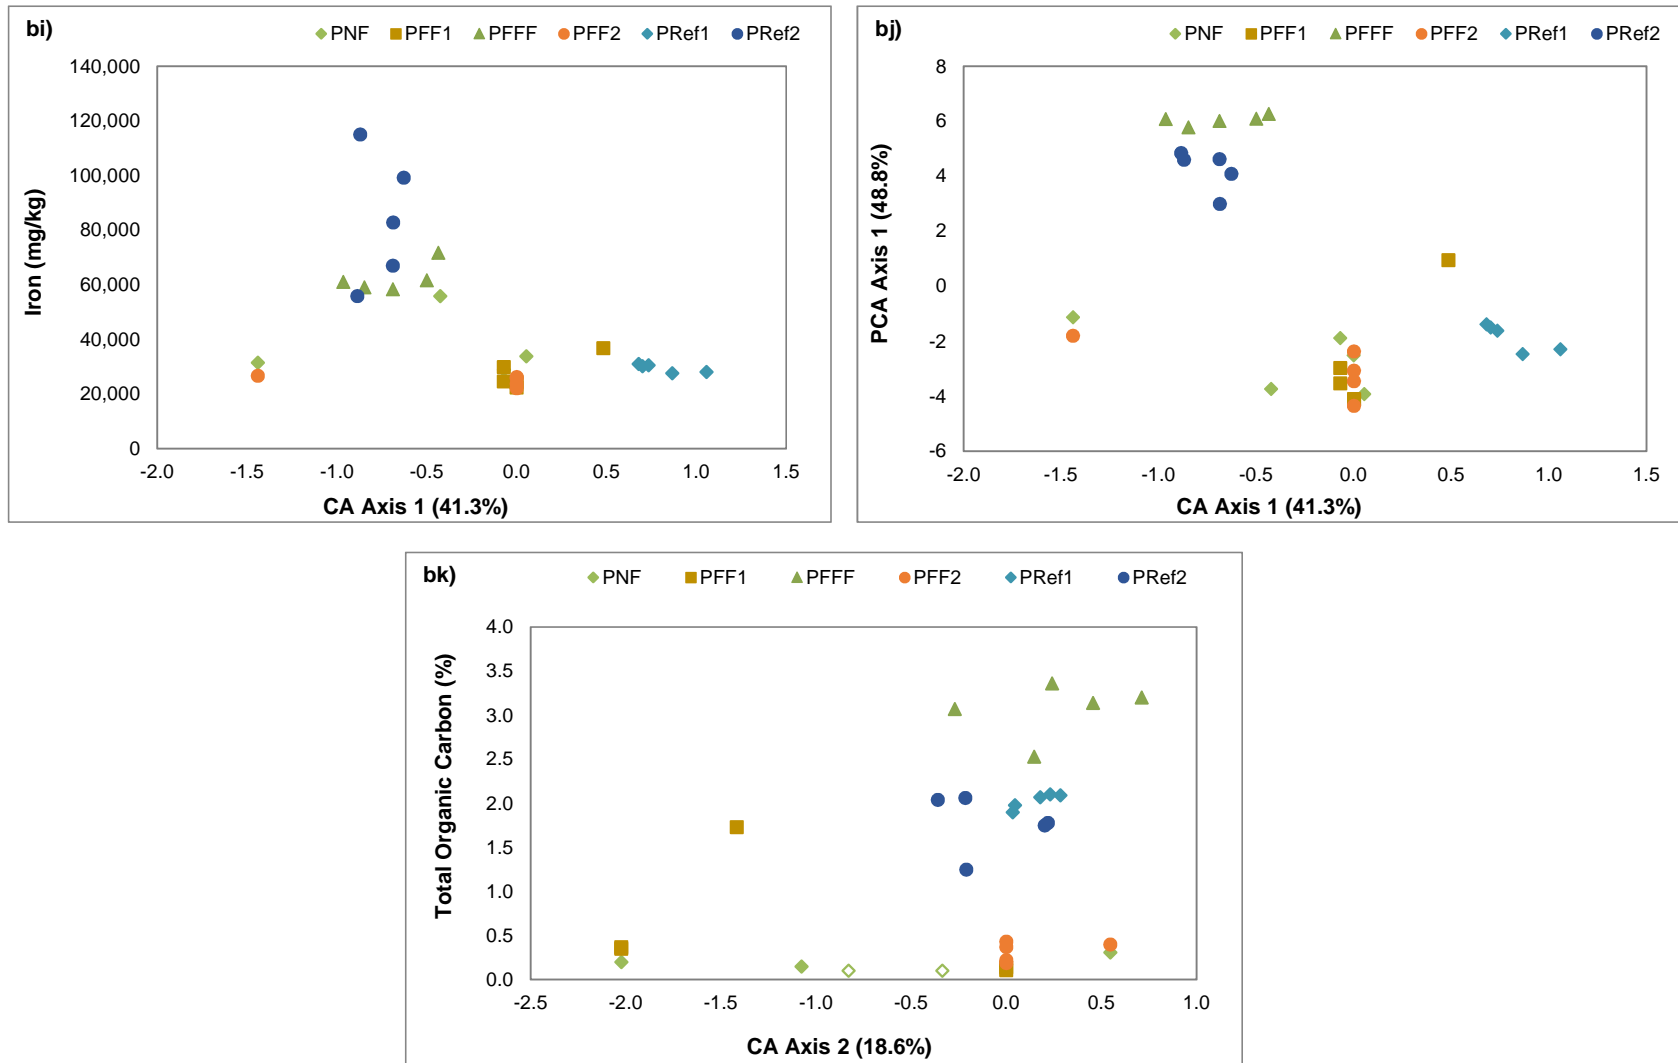 bi)
PNF PFF1 PFFF PFF2 PRef1 PRef2
140,000
120,000
100,000
80,000
60,000
40,000
20,000
0
Iron (mg/kg)
-2.0 -1.5 -1.0 -0.5 0.0 0.5 1.0 1.5
CA Axis 1 (41.3%)
bj)
PNF PFF1 PFFF PFF2 PRef1 PRef2
8
6
4
2
0
-2
-4
-6
PCA Axis 1 (48.8%)
-2.0 -1.5 -1.0 -0.5 0.0 0.5 1.0 1.5
CA Axis 1 (41.3%)
bk)
PNF PFF1 PFFF PFF2 PRef1 PRef2
4.0
3.5
3.0
2.5
2.0
1.5
1.0
0.5
0.0
Total Organic Carbon (%)
-2.5 -2.0 -1.5 -1.0 -0.5 0.0 0.5 1.0
CA Axis 2 (18.6%)